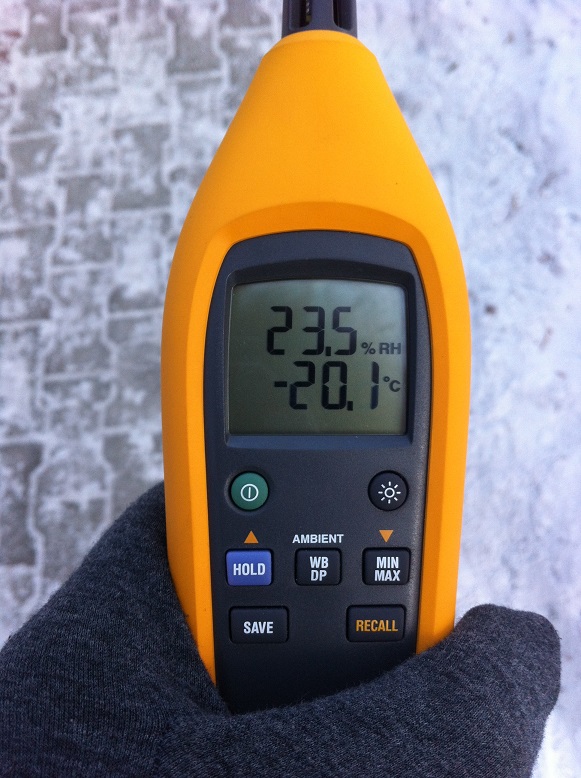 23.5 % RH
-20.1 °C
AMBIENT
HOLD
WB
DP
MIN
MAX
SAVE
RECALL